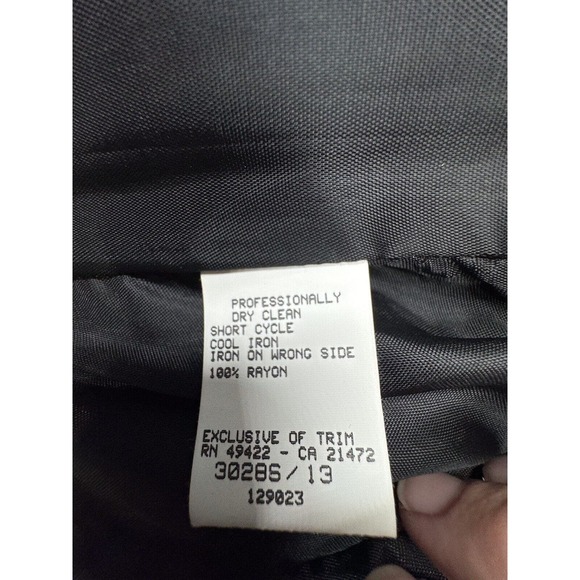 PROFESSIONALLY
DRY CLEAN
SHORT CYCLE
COOL IRON
IRON ON WRONG SIDE
100% RAYON
EXCLUSIVE OF TRIM
RN 49422 - CA 21472
3028S/13
129023